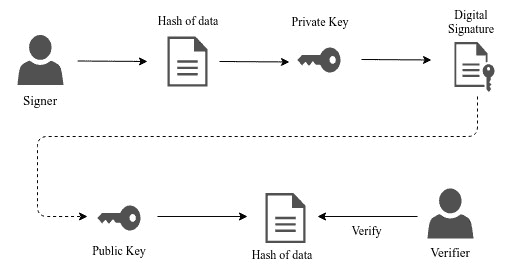 Hash of data
Private Key
Digital
Signature
Signer
Public Key
Hash of data
Verify
Verifier